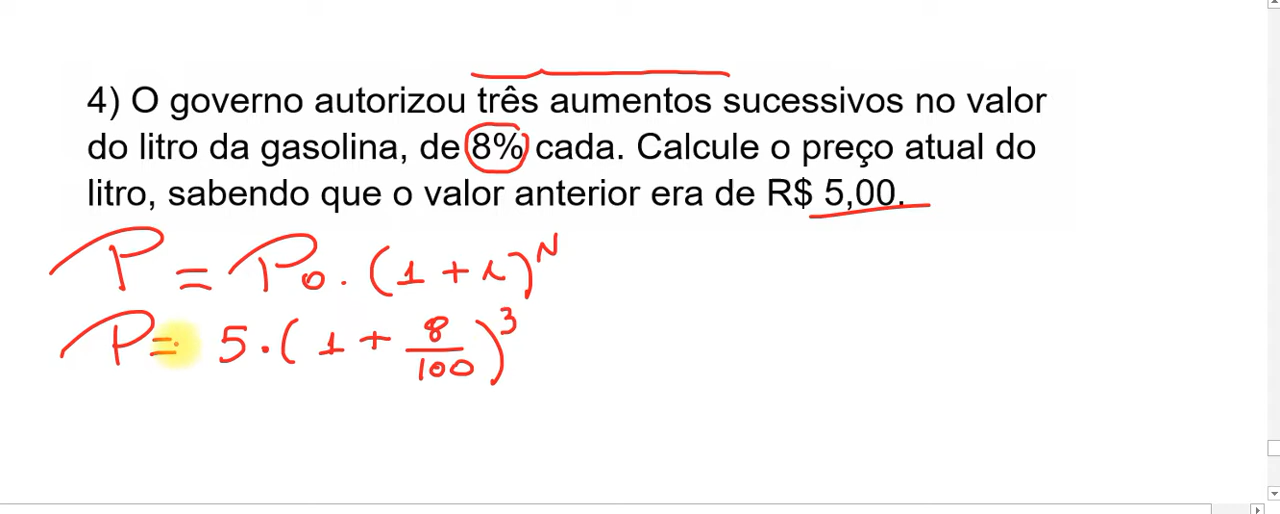 4) O governo autorizou três aumentos sucessivos no valor
do litro da gasolina, de 8% cada. Calcule o preço atual do
litro, sabendo que o valor anterior era de R$ 5,00.
P = P₀ . (1 + i)ᴺ
P = 5 . (1 + 8/100)³